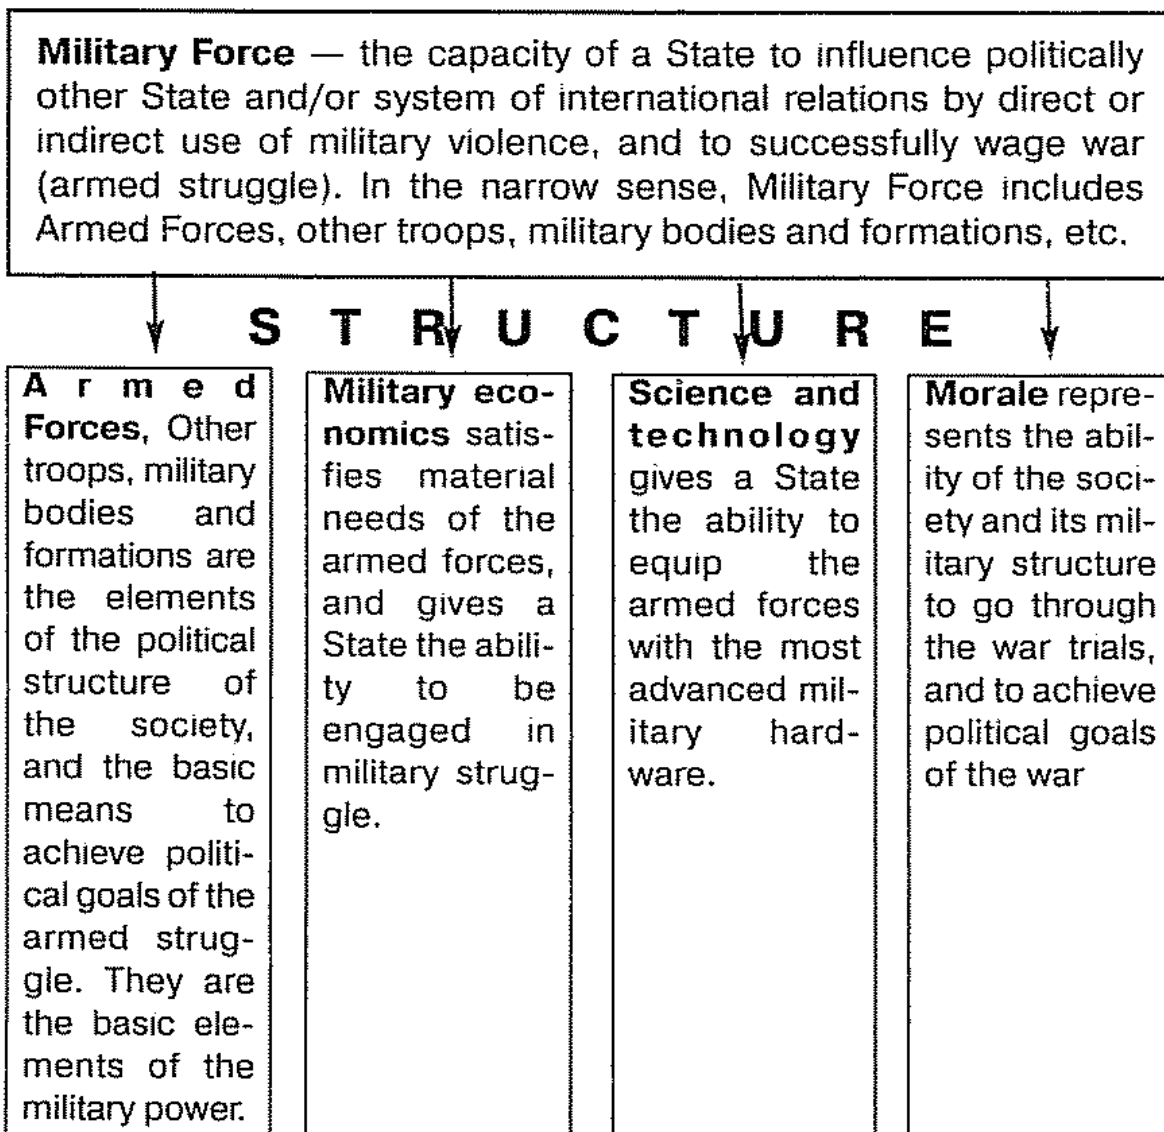 Military Force — the capacity of a State to influence politically
other State and/or system of international relations by direct or
indirect use of military violence, and to successfully wage war
(armed struggle). In the narrow sense, Military Force includes
Armed Forces, other troops, military bodies and formations, etc.
S T R U C T U R E
Armed
Forces, Other
troops, military
bodies and
formations are
the elements
of the political
structure of
the society,
and the basic
means to
achieve politi-
cal goals of the
armed strug-
gle. They are
the basic ele-
ments of the
military power.
Military eco-
nomics satis-
fies material
needs of the
armed forces,
and gives a
State the abili-
ty to be
engaged in
military strug-
gle.
Science and
technology
gives a State
the ability to
equip the
armed forces
with the most
advanced mil-
itary hard-
ware.
Morale repre-
sents the abil-
ity of the soci-
ety and its mil-
itary structure
to go through
the war trials,
and to achieve
political goals
of the war